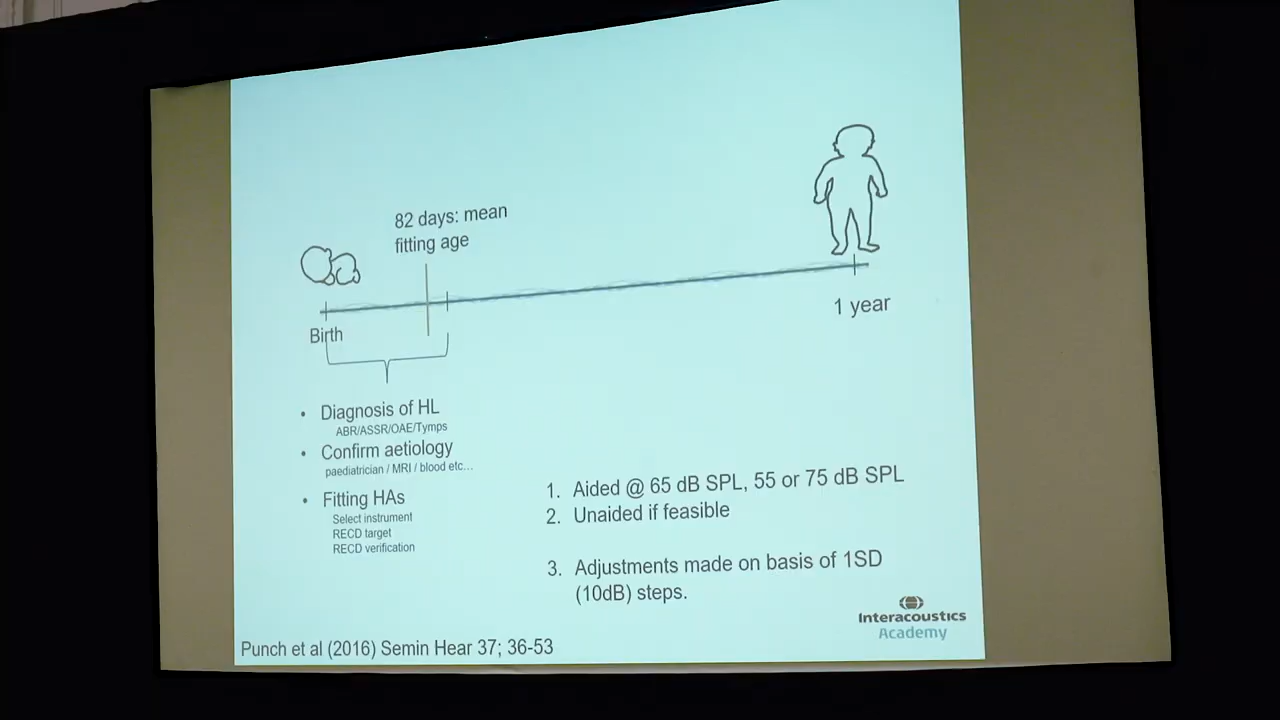 82 days: mean
fitting age
Birth
1 year
• Diagnosis of HL
ABR/ASSR/OAE/Tymps
• Confirm aetiology
paediatrician / MRI / blood etc...
• Fitting HAs
Select instrument
RECD target
RECD verification
1. Aided @ 65 dB SPL, 55 or 75 dB SPL
2. Unaided if feasible
3. Adjustments made on basis of 1SD
(10dB) steps.
Interacoustics
Academy
Punch et al (2016) Semin Hear 37; 36-53